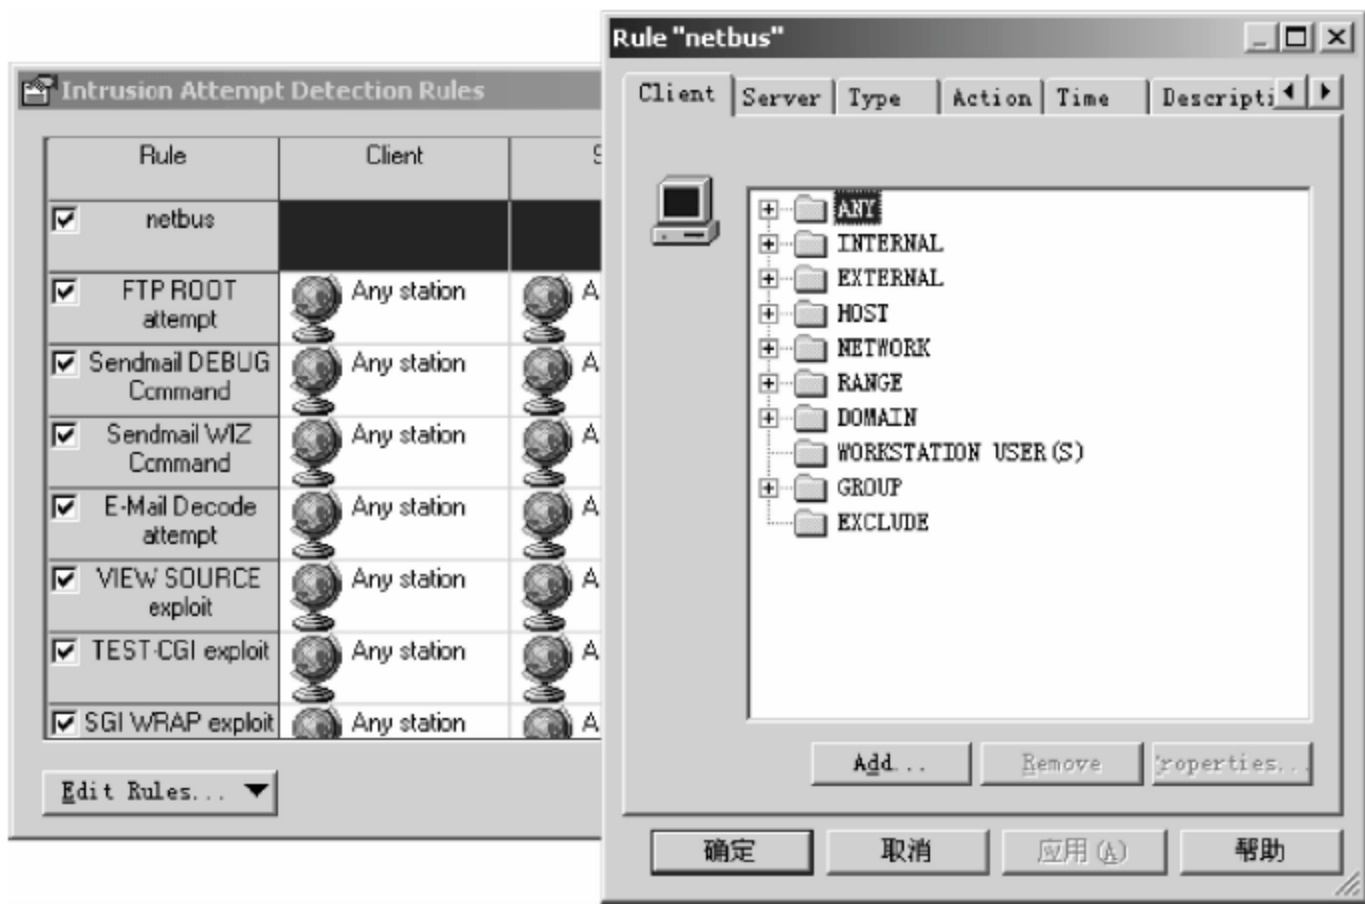 Intrusion Attempt Detection Rules
Rule Client S
netbus
FTP ROOT Any station A
attempt
Sendmail DEBUG Any station A
Command
Sendmail WIZ Any station A
Command
E-Mail Decode Any station A
attempt
VIEW SOURCE Any station A
exploit
TEST-CGI exploit Any station A
SGI WRAP exploit Any station A
Edit Rules...
Rule "netbus"
Client Server Type Action Time Descripti
ANY
INTERNAL
EXTERNAL
HOST
NETWORK
RANGE
DOMAIN
WORKSTATION USER(S)
GROUP
EXCLUDE
Add... Remove roperties...
确定 取消 应用(A) 帮助